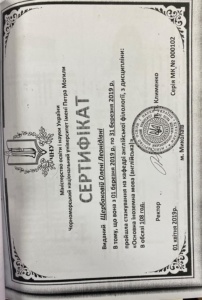 Міністерство освіти і науки України
Чорноморський національний університет імені Петра Могили
СЕРТИФІКАТ
Виданий Щербаковій Олені Леонідівні
В тому, що вона з 01 березня 2019 р. по 31 березня 2019 р.
пройшла стажування на кафедрі англійської філології, з дисципліни:
«Основна іноземна мова (англійська)».
В обсязі 108 год.
Ректор
Клименко
01 квітня 2019р.
М. Миколаїв
Серія МК № 000102